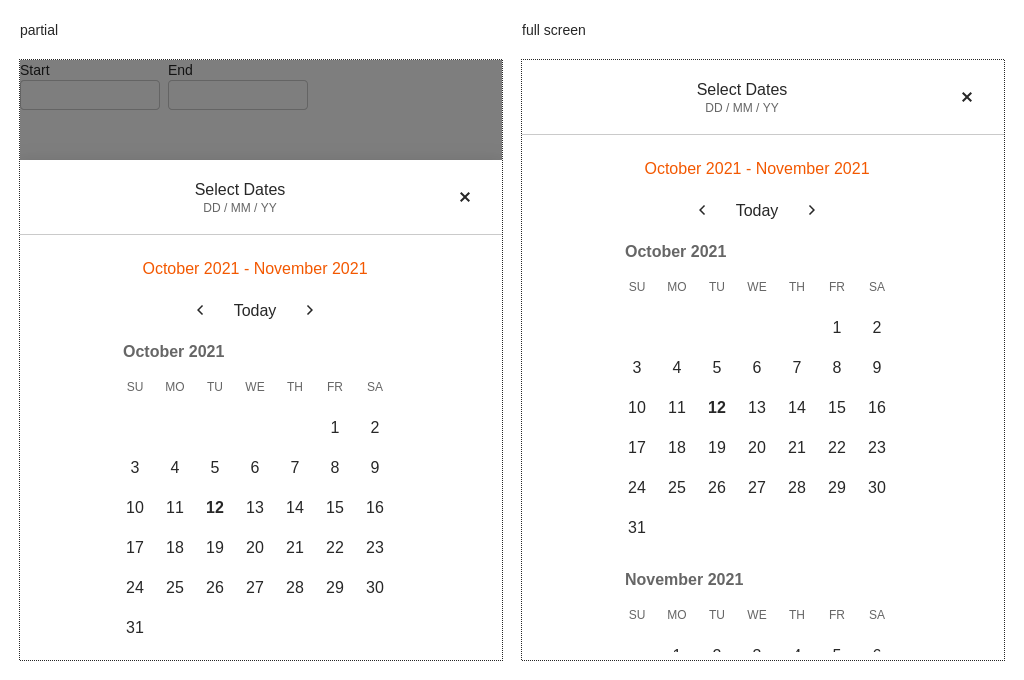 partial
Start End
Select Dates
DD / MM / YY
October 2021 - November 2021
Today
October 2021
SU MO TU WE TH FR SA
1 2
3 4 5 6 7 8 9
10 11 12 13 14 15 16
17 18 19 20 21 22 23
24 25 26 27 28 29 30
31
full screen
Select Dates
DD / MM / YY
October 2021 - November 2021
Today
October 2021
SU MO TU WE TH FR SA
1 2
3 4 5 6 7 8 9
10 11 12 13 14 15 16
17 18 19 20 21 22 23
24 25 26 27 28 29 30
31
November 2021
SU MO TU WE TH FR SA
1 2 3 4 5 6